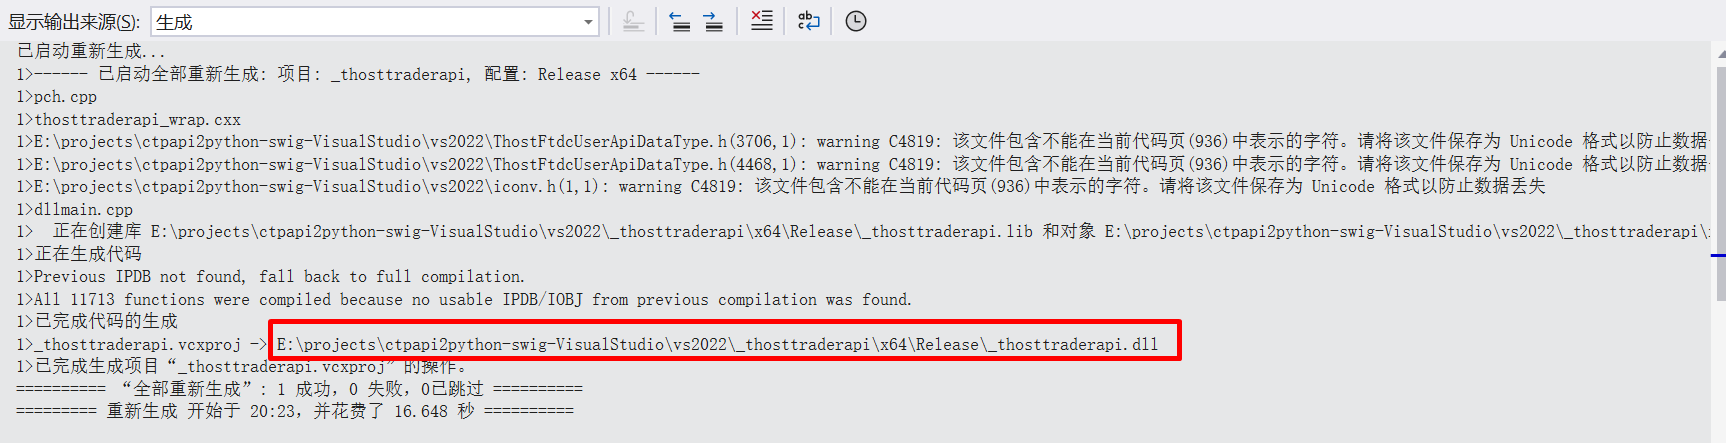 显示输出来源(S): 生成
已启动重新生成...
1>------ 已启动全部重新生成: 项目: _thosttraderapi, 配置: Release x64 ------
1>pch.cpp
1>thosttraderapi_wrap.cxx
1>E:\projects\ctpapi2python-swig-VisualStudio\vs2022\ThostFtdcUserApiDataType.h(3706,1): warning C4819: 该文件包含不能在当前代码页(936)中表示的字符。请将该文件保存为 Unicode 格式以防止数据
1>E:\projects\ctpapi2python-swig-VisualStudio\vs2022\ThostFtdcUserApiDataType.h(4468,1): warning C4819: 该文件包含不能在当前代码页(936)中表示的字符。请将该文件保存为 Unicode 格式以防止数据
1>E:\projects\ctpapi2python-swig-VisualStudio\vs2022\iconv.h(1,1): warning C4819: 该文件包含不能在当前代码页(936)中表示的字符。请将该文件保存为 Unicode 格式以防止数据丢失
1>dllmain.cpp
1>  正在创建库 E:\projects\ctpapi2python-swig-VisualStudio\vs2022\_thosttraderapi\x64\Release\_thosttraderapi.lib 和对象 E:\projects\ctpapi2python-swig-VisualStudio\vs2022\_thosttraderapi\
1>正在生成代码
1>Previous IPDB not found, fall back to full compilation.
1>All 11713 functions were compiled because no usable IPDB/IOBJ from previous compilation was found.
1>已完成代码的生成
1>_thosttraderapi.vcxproj -> E:\projects\ctpapi2python-swig-VisualStudio\vs2022\_thosttraderapi\x64\Release\_thosttraderapi.dll
1>已完成生成项目“_thosttraderapi.vcxproj”的操作。
========== “全部重新生成”: 1 成功，0 失败，0已跳过 ==========
========= 重新生成 开始于 20:23，并花费了 16.648 秒 ==========